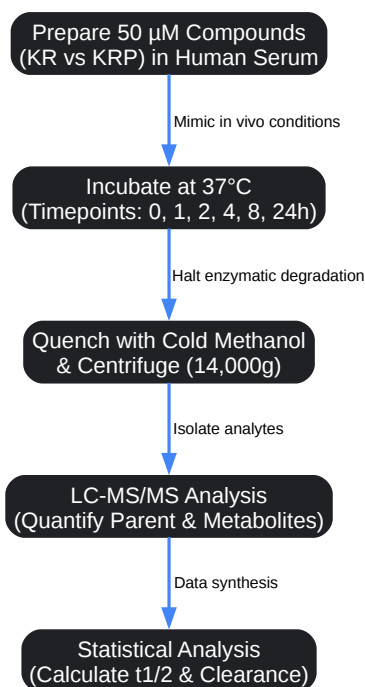 Prepare 50 µM Compounds
(KR vs KRP) in Human Serum
Mimic in vivo conditions
Incubate at 37°C
(Timepoints: 0, 1, 2, 4, 8, 24h)
Halt enzymatic degradation
Quench with Cold Methanol
& Centrifuge (14,000g)
Isolate analytes
LC-MS/MS Analysis
(Quantify Parent & Metabolites)
Data synthesis
Statistical Analysis
(Calculate t1/2 & Clearance)